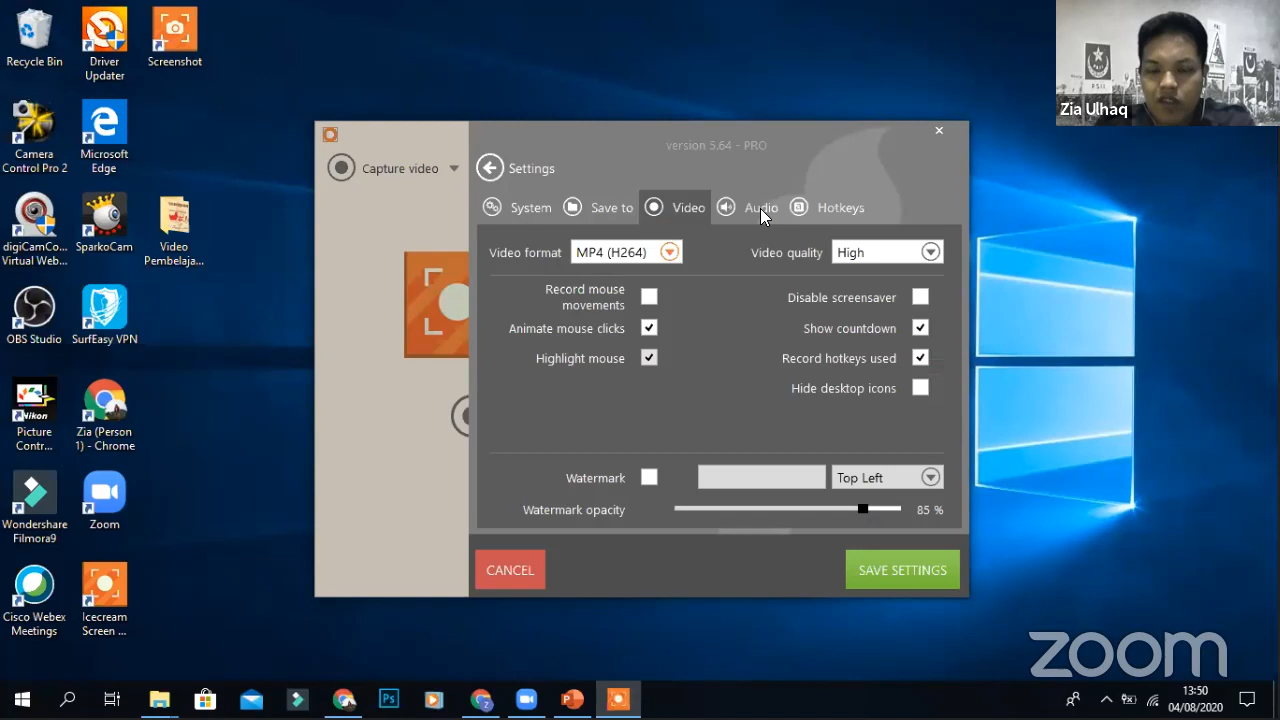 Recycle Bin
Driver
Updater
Screenshot
Camera
Control Pro 2
Microsoft
Edge
digiCamCo...
Virtual Web...
SparkoCam
Video
Pembelaja...
OBS Studio
SurfEasy VPN
Nikon
Picture
Contr...
Zia (Person
1) - Chrome
Wondershare
Filmora9
Zoom
Cisco Webex
Meetings
Icecream
Screen ...
Zia Ulhaq
version 5.64 - PRO
Capture video
Settings
System
Save to
Video
Audio
Hotkeys
Video format
MP4 (H264)
Video quality
High
Record mouse
movements
Disable screensaver
Animate mouse clicks
Show countdown
Highlight mouse
Record hotkeys used
Hide desktop icons
Watermark
Top Left
Watermark opacity
85 %
CANCEL
SAVE SETTINGS
zoom
Ps
13:50
04/08/2020